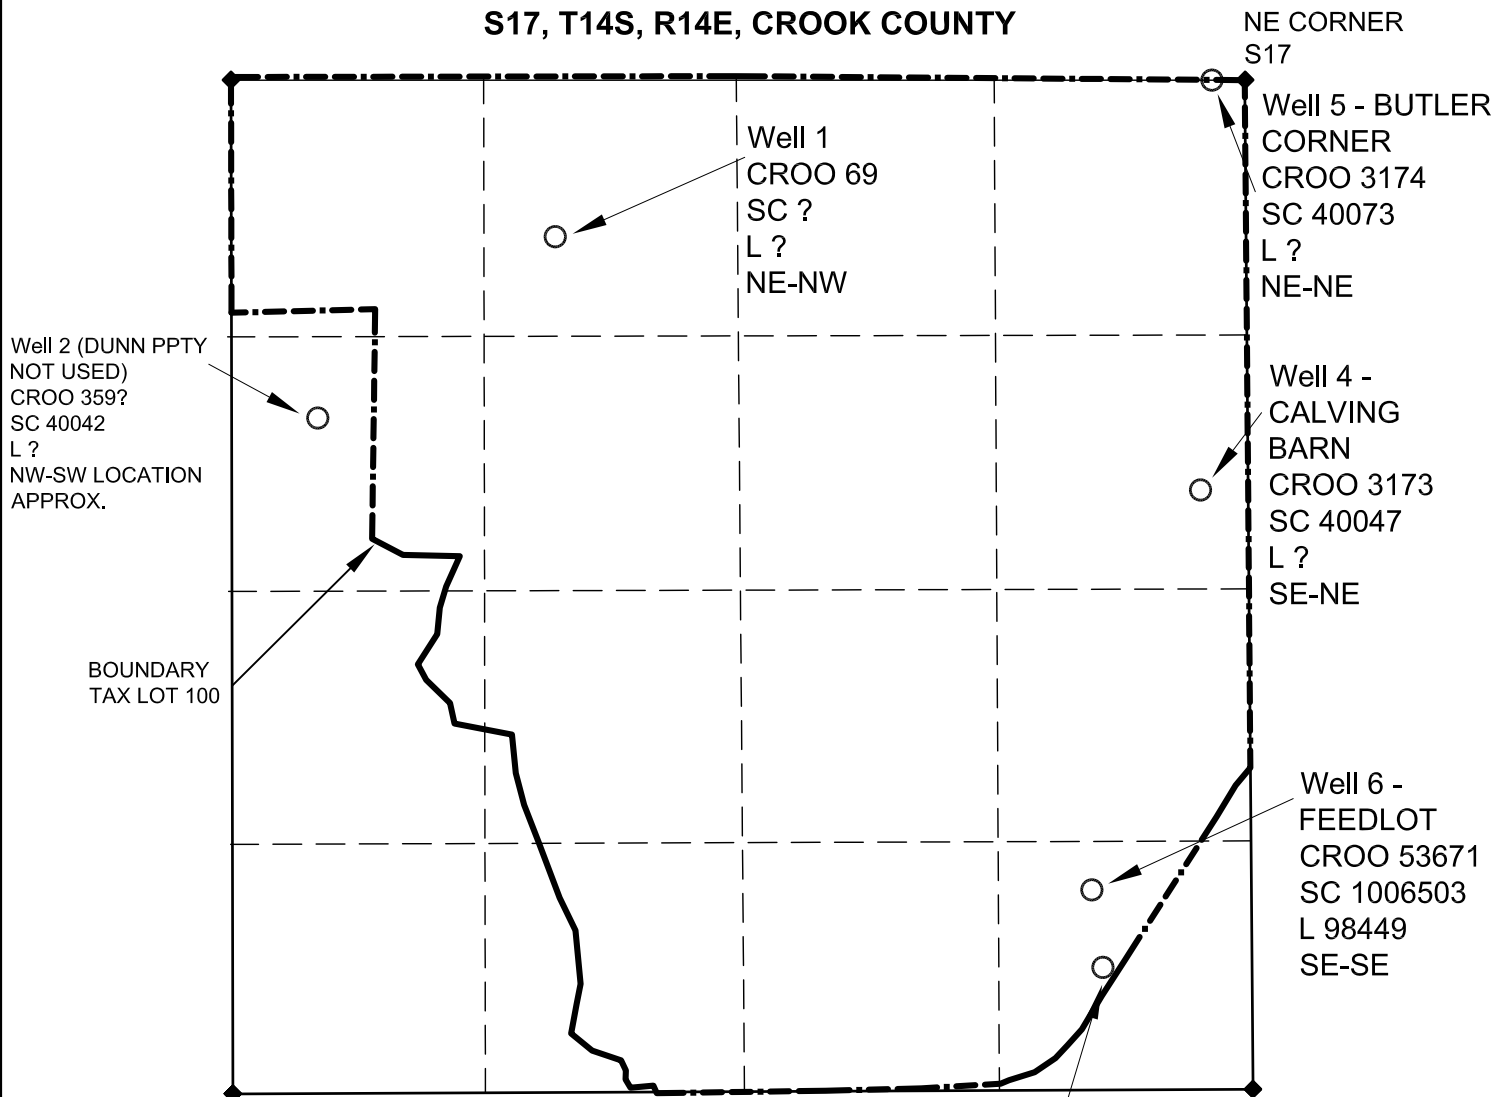 S17, T14S, R14E, CROOK COUNTY
NE CORNER
S17
Well 5 - BUTLER
CORNER
CROO 3174
SC 40073
L ?
NE-NE
Well 1
CROO 69
SC ?
L ?
NE-NW
Well 2 (DUNN PPTY
NOT USED)
CROO 359?
SC 40042
L ?
NW-SW LOCATION
APPROX.
Well 4 -
CALVING
BARN
CROO 3173
SC 40047
L ?
SE-NE
BOUNDARY
TAX LOT 100
Well 6 -
FEEDLOT
CROO 53671
SC 1006503
L 98449
SE-SE